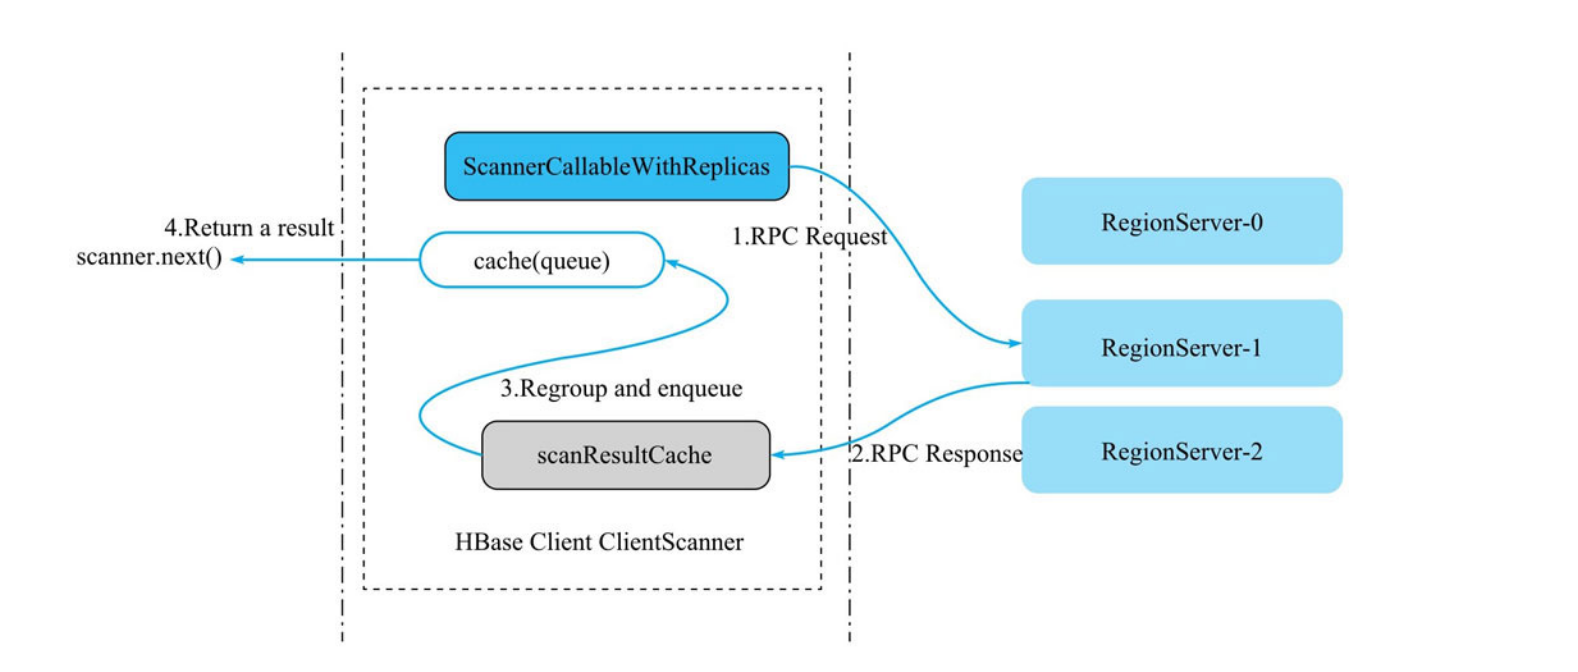 ScannerCallableWithReplicas
4.Return a result
scanner.next()
cache(queue)
1.RPC Request
RegionServer-0
RegionServer-1
3.Regroup and enqueue
scanResultCache
2.RPC Response
RegionServer-2
HBase Client ClientScanner